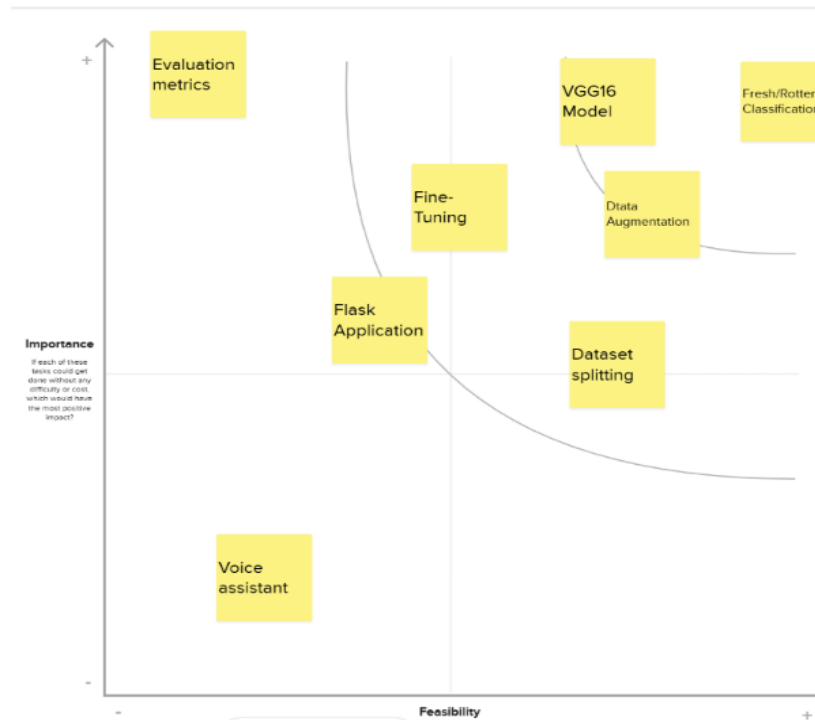 +
Evaluation
metrics
VGG16
Model
Fresh/Rotten
Classification
Fine-
Tuning
Dtata
Augmentation
Flask
Application
Dataset
splitting
Importance
If each of these
tasks could get
done without any
difficulty or cost,
which would have
the most positive
impact?
Voice
assistant
-
-
Feasibility
+